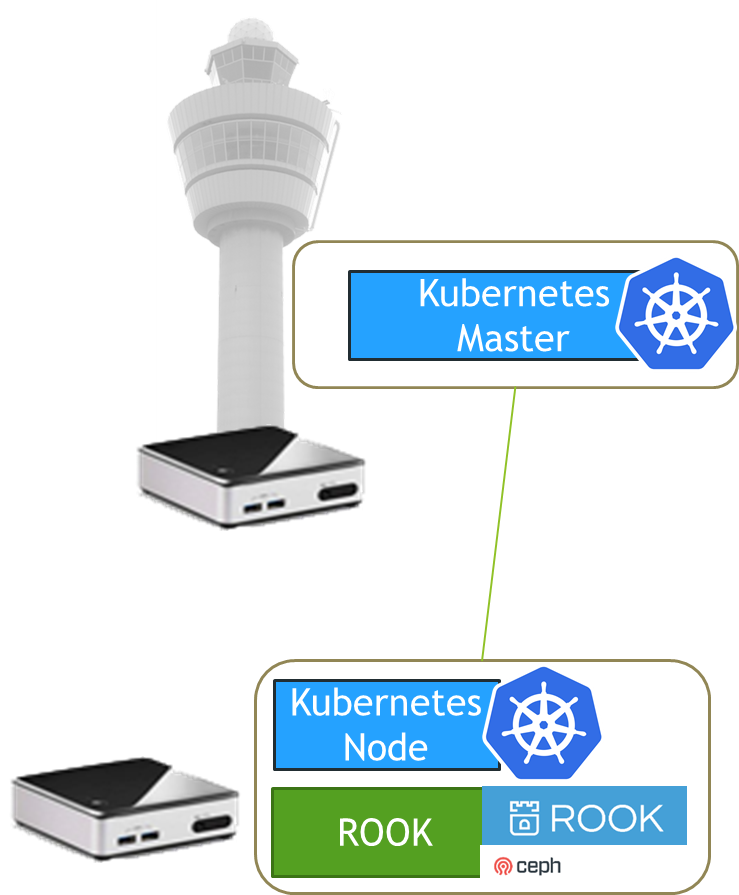 Kubernetes
Master
Kubernetes
Node
ROOK
ROOK
ceph